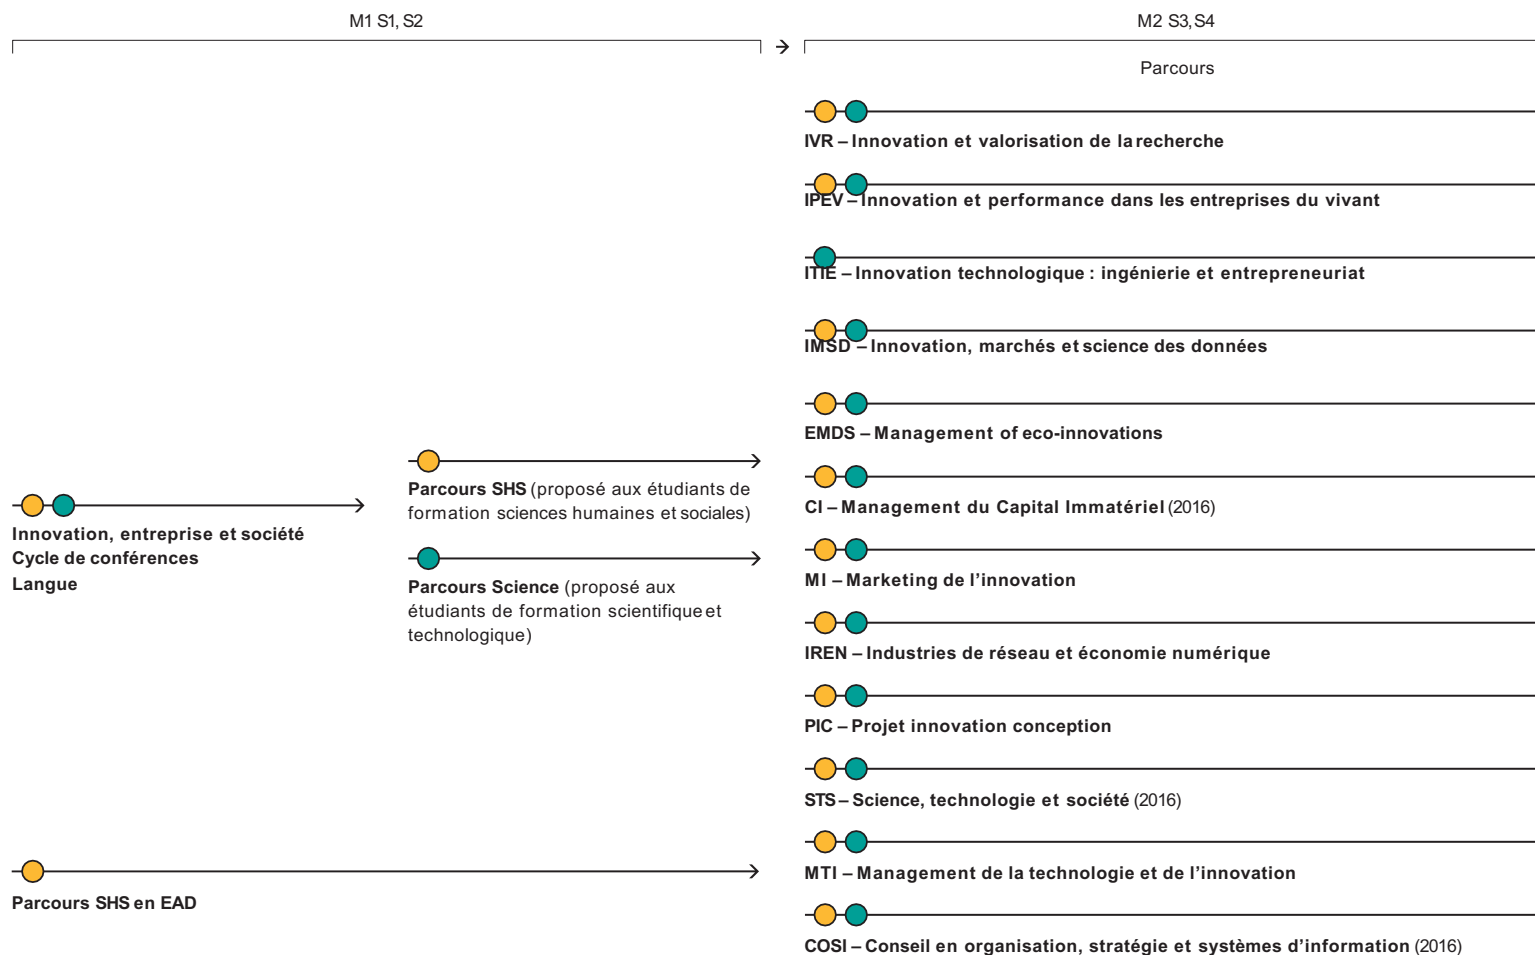 M1 S1, S2
M2 S3, S4
Parcours
Innovation, entreprise et société
Cycle de conférences
Langue
Parcours SHS (proposé aux étudiants de
formation sciences humaines et sociales)
Parcours Science (proposé aux
étudiants de formation scientifique et
technologique)
Parcours SHS en EAD
IVR – Innovation et valorisation de la recherche
IPEV – Innovation et performance dans les entreprises du vivant
ITIE – Innovation technologique : ingénierie et entrepreneuriat
IMSD – Innovation, marchés et science des données
EMDS – Management of eco-innovations
CI – Management du Capital Immatériel (2016)
MI – Marketing de l’innovation
IREN – Industries de réseau et économie numérique
PIC – Projet innovation conception
STS – Science, technologie et société (2016)
MTI – Management de la technologie et de l’innovation
COSI – Conseil en organisation, stratégie et systèmes d’information (2016)